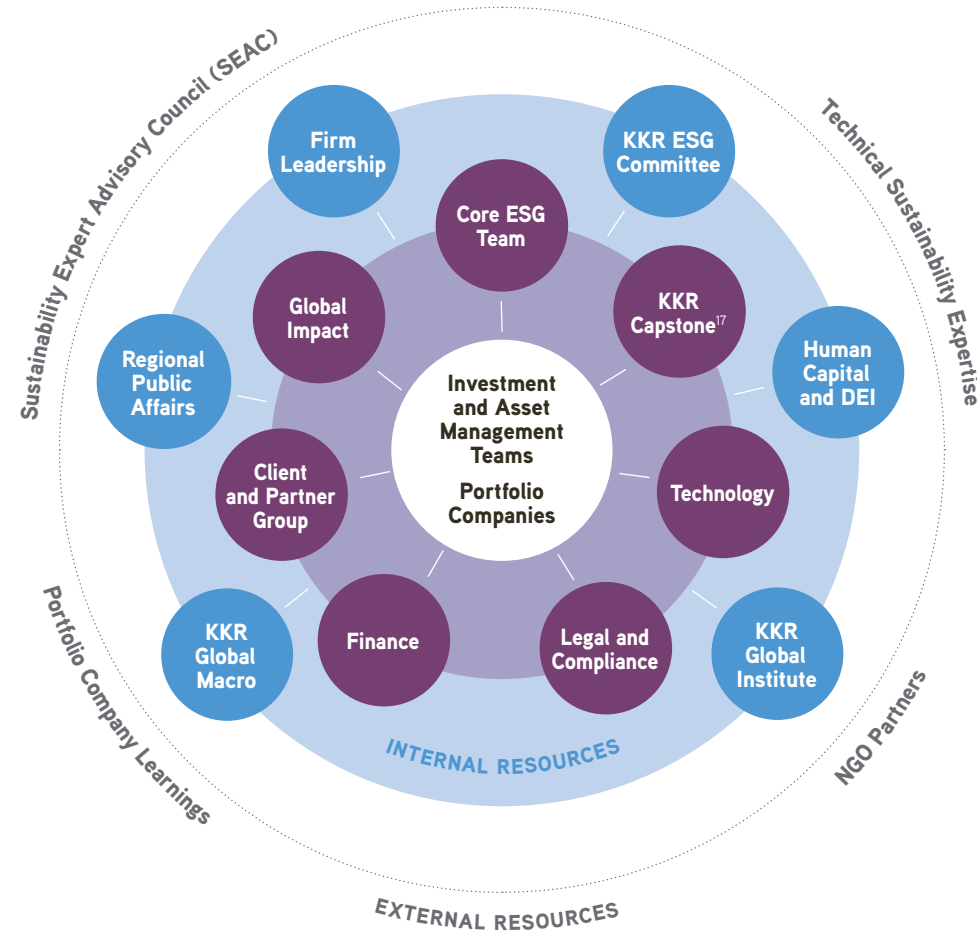 Sustainability Expert Advisory Council (SEAC)
Technical Sustainability Expertise
Firm
Leadership
KKR ESG
Committee
Core ESG
Team
Global
Impact
KKR
Capstone17
Regional
Public
Affairs
Human
Capital
and DEI
Investment
and Asset
Management
Teams
Portfolio
Companies
Client
and Partner
Group
Technology
KKR
Global
Macro
Finance
Legal and
Compliance
KKR
Global
Institute
INTERNAL RESOURCES
Portfolio Company Learnings
NGO Partners
EXTERNAL RESOURCES